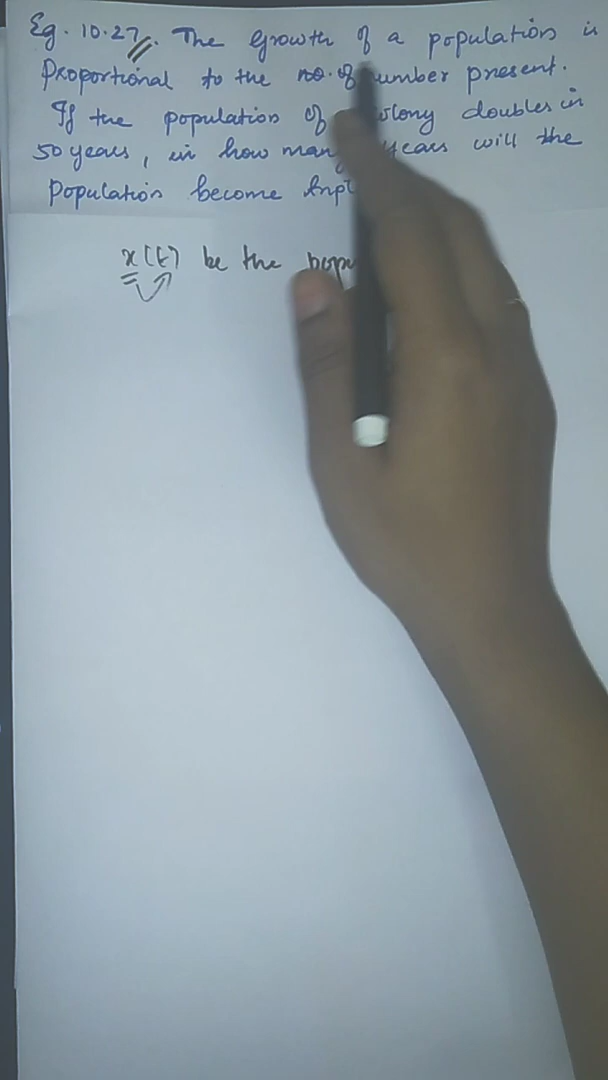 Eg. 10.27. The Growth of a population is
Proportional to the no. of number present.
If the population of colony doubles in
50 years, in how many years will the
Population become
x(t) be the